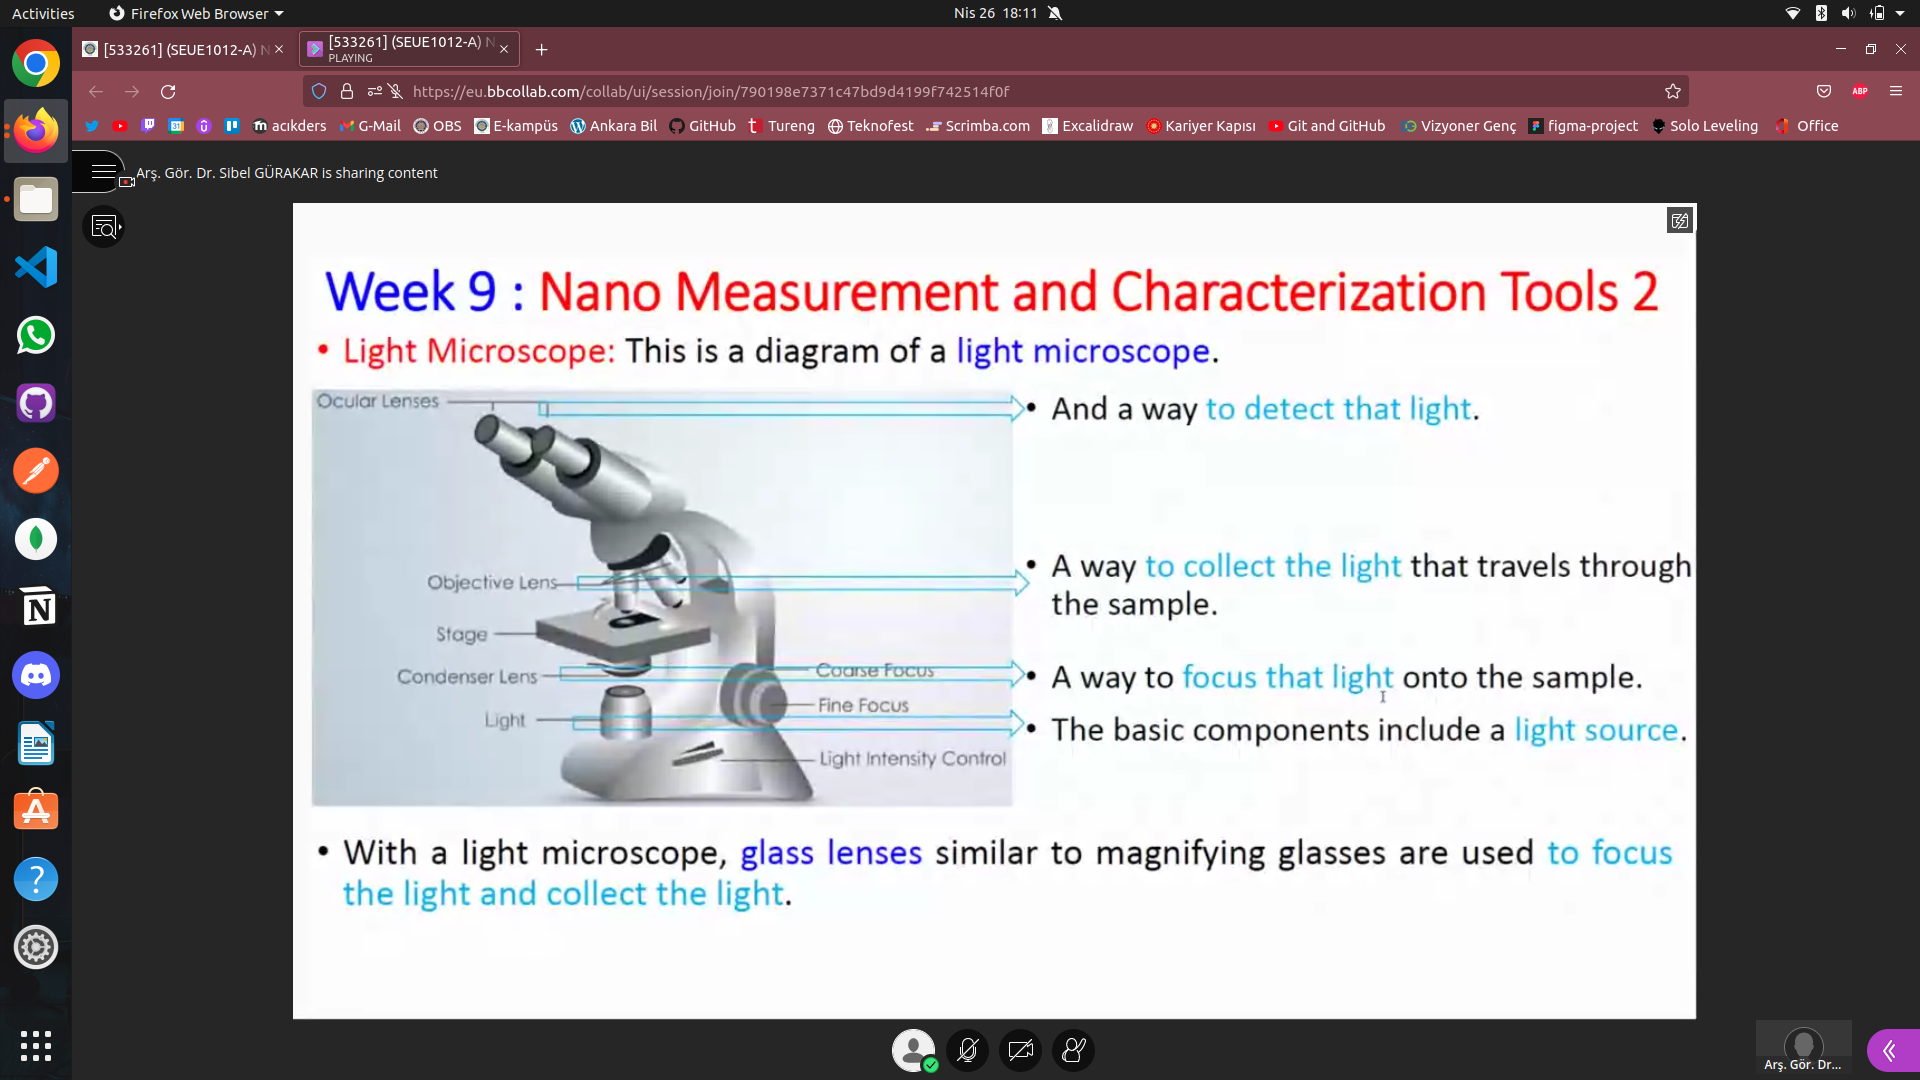 Activities
Firefox Web Browser
Nis 26 18:11
[533261] (SEUE1012-A) N
[533261] (SEUE1012-A) N
PLAYING
https://eu.bbcollab.com/collab/ui/session/join/790198e7371c47bd9d4199f742514f0f
ABP
acıkders
G-Mail
OBS
E-kampüs
Ankara Bil
GitHub
Tureng
Teknofest
Scrimba.com
Excalidraw
Kariyer Kapısı
Git and GitHub
Vizyoner Genç
figma-project
Solo Leveling
Office
Arş. Gör. Dr. Sibel GÜRAKAR is sharing content
Week 9 : Nano Measurement and Characterization Tools 2
• Light Microscope: This is a diagram of a light microscope.
Ocular Lenses
• And a way to detect that light.
Objective Lens
• A way to collect the light that travels through
the sample.
Stage
Condenser Lens
Coarse Focus
• A way to focus that light onto the sample.
Fine Focus
Light
• The basic components include a light source.
Light Intensity Control
• With a light microscope, glass lenses similar to magnifying glasses are used to focus
the light and collect the light.
Arş. Gör. Dr...